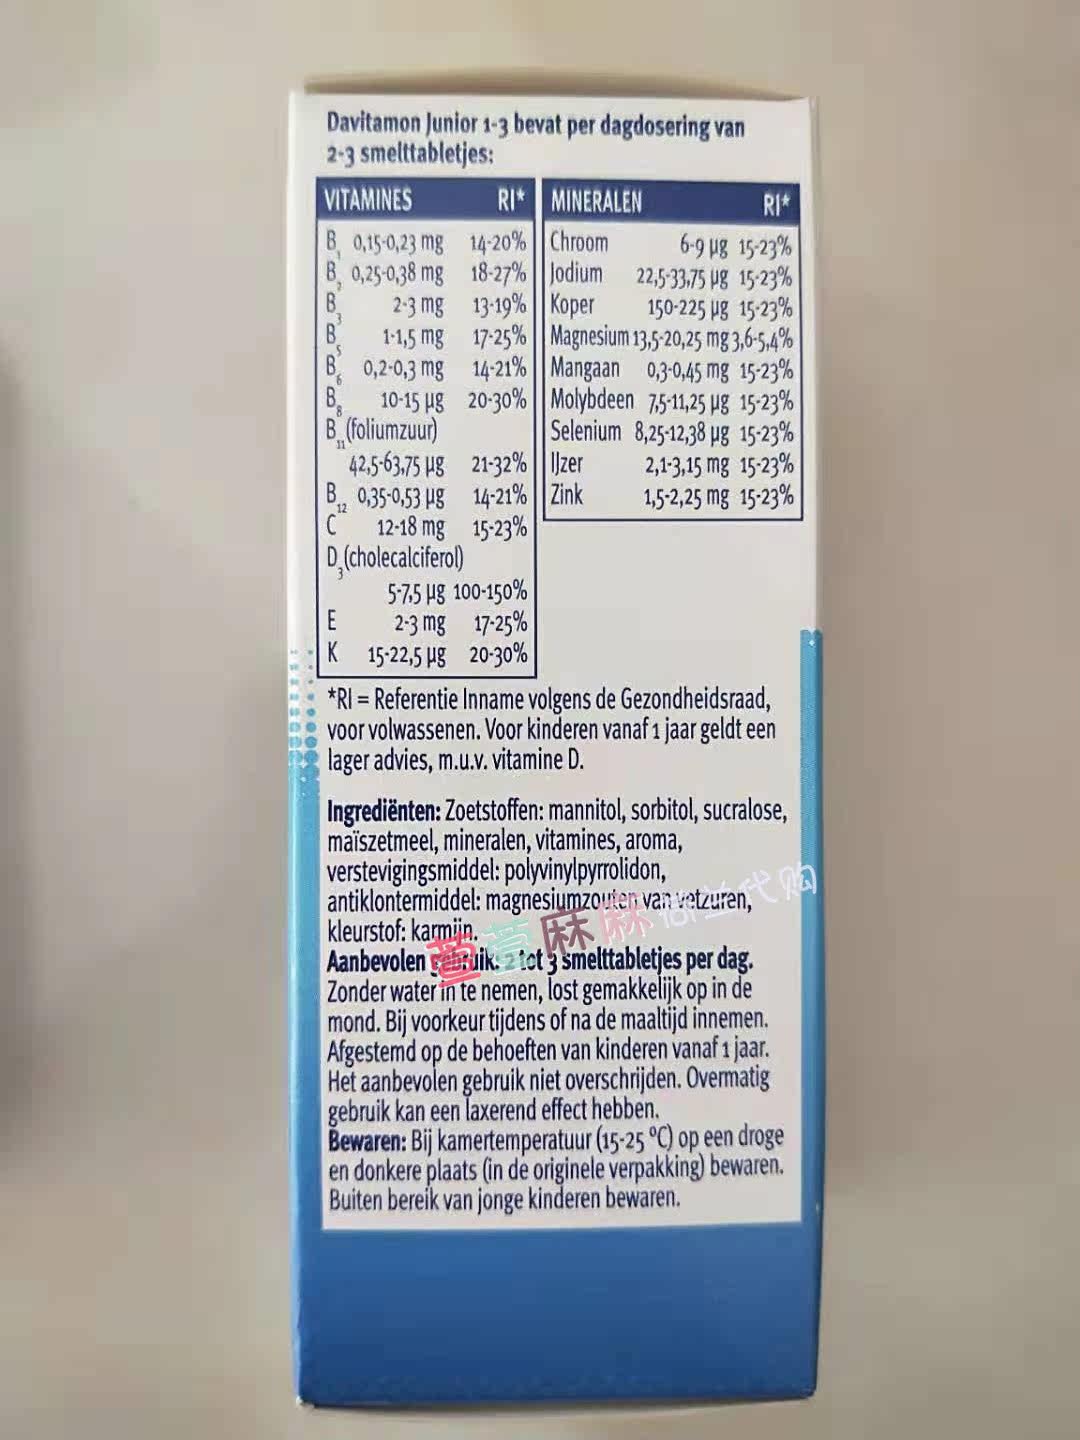 Davitamon Junior 1-3 bevat per dagdosering van
2-3 smelttabletjes:
VITAMINES RI*
B1 0,15-0,23 mg 14-20%
B2 0,25-0,38 mg 18-27%
B3 2-3 mg 13-19%
B5 1-1,5 mg 17-25%
B6 0,2-0,3 mg 14-21%
B8 10-15 µg 20-30%
B11 (foliumzuur)
42,5-63,75 µg 21-32%
B12 0,35-0,53 µg 14-21%
C 12-18 mg 15-23%
D3 (cholecalciferol)
5-7,5 µg 100-150%
E 2-3 mg 17-25%
K 15-22,5 µg 20-30%
MINERALEN RI*
Chroom 6-9 µg 15-23%
Jodium 22,5-33,75 µg 15-23%
Koper 150-225 µg 15-23%
Magnesium 13,5-20,25 mg 3,6-5,4%
Mangaan 0,3-0,45 mg 15-23%
Molybdeen 7,5-11,25 µg 15-23%
Selenium 8,25-12,38 µg 15-23%
IJzer 2,1-3,15 mg 15-23%
Zink 1,5-2,25 mg 15-23%
*RI = Referentie Inname volgens de Gezondheidsraad,
voor volwassenen. Voor kinderen vanaf 1 jaar geldt een
lager advies, m.u.v. vitamine D.
Ingrediënten: Zoetstoffen: mannitol, sorbitol, sucralose,
maïszetmeel, mineralen, vitamines, aroma,
verstevigingsmiddel: polyvinylpyrrolidon,
antiklontermiddel: magnesiumzouten van vetzuren,
kleurstof: karmijn.
萱萱麻麻荷兰代购
Aanbevolen gebruik: 2 tot 3 smelttabletjes per dag.
Zonder water in te nemen, lost gemakkelijk op in de
mond. Bij voorkeur tijdens of na de maaltijd innemen.
Afgestemd op de behoeften van kinderen vanaf 1 jaar.
Het aanbevolen gebruik niet overschrijden. Overmatig
gebruik kan een laxerend effect hebben.
Bewaren: Bij kamertemperatuur (15-25 ºC) op een droge
en donkere plaats (in de originele verpakking) bewaren.
Buiten bereik van jonge kinderen bewaren.